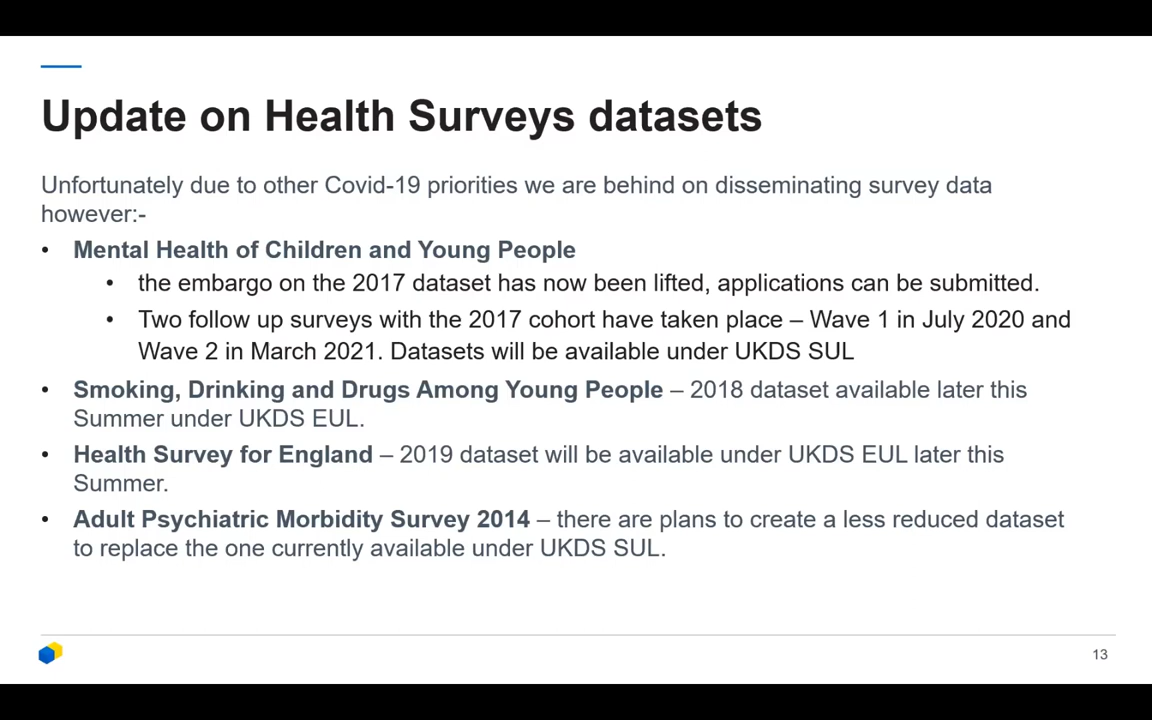 Update on Health Surveys datasets
Unfortunately due to other Covid-19 priorities we are behind on disseminating survey data
however:-
• Mental Health of Children and Young People
• the embargo on the 2017 dataset has now been lifted, applications can be submitted.
• Two follow up surveys with the 2017 cohort have taken place – Wave 1 in July 2020 and
Wave 2 in March 2021. Datasets will be available under UKDS SUL
• Smoking, Drinking and Drugs Among Young People – 2018 dataset available later this
Summer under UKDS EUL.
• Health Survey for England – 2019 dataset will be available under UKDS EUL later this
Summer.
• Adult Psychiatric Morbidity Survey 2014 – there are plans to create a less reduced dataset
to replace the one currently available under UKDS SUL.
13